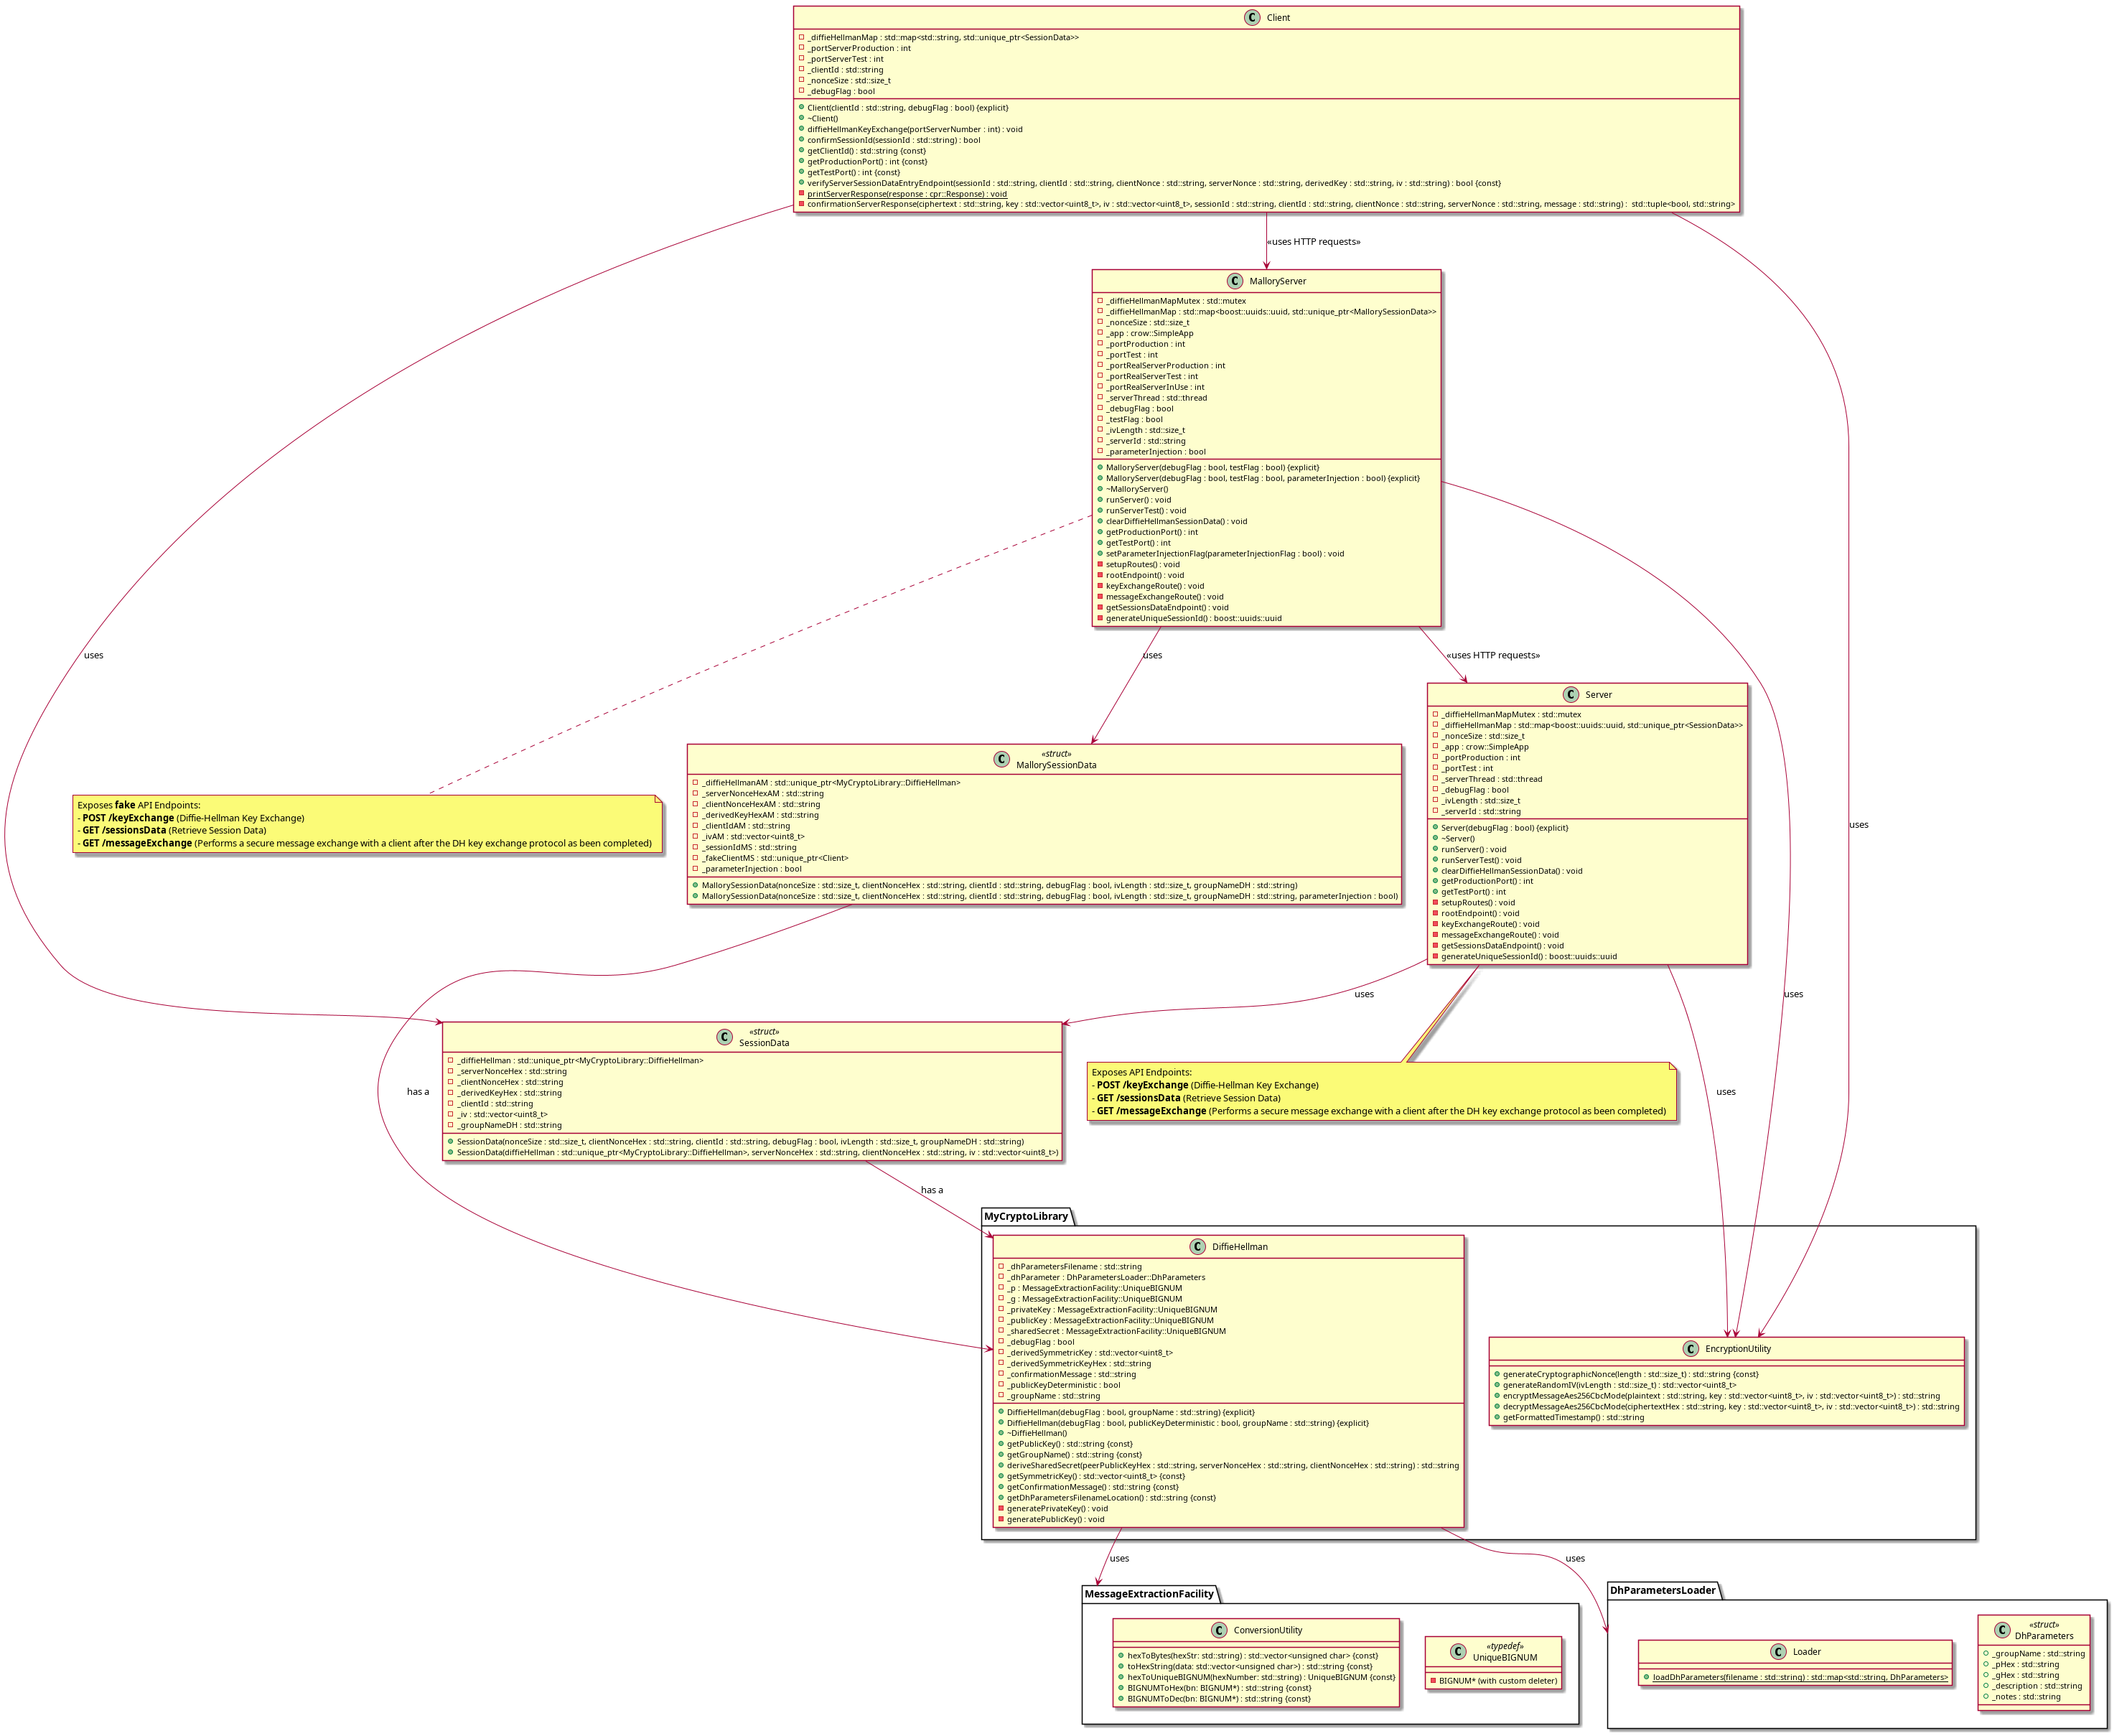 Client
_diffieHellmanMap : std::map<std::string, std::unique_ptr<SessionData>>
_portServerProduction : int
_portServerTest : int
_clientId : std::string
_nonceSize : std::size_t
_debugFlag : bool
Client(clientId : std::string, debugFlag : bool) {explicit}
~Client()
diffieHellmanKeyExchange(portServerNumber : int) : void
confirmSessionId(sessionId : std::string) : bool
getClientId() : std::string {const}
getProductionPort() : int {const}
getTestPort() : int {const}
verifyServerSessionDataEntryEndpoint(sessionId : std::string, clientId : std::string, clientNonce : std::string, serverNonce : std::string, derivedKey : std::string, iv : std::string) : bool {const}
printServerResponse(response : cpr::Response) : void
confirmationServerResponse(ciphertext : std::string, key : std::vector<uint8_t>, iv : std::vector<uint8_t>, sessionId : std::string, clientId : std::string, clientNonce : std::string, serverNonce : std::string, message : std::string) :  std::tuple<bool, std::string>
«uses HTTP requests»
MalloryServer
_diffieHellmanMapMutex : std::mutex
_diffieHellmanMap : std::map<boost::uuids::uuid, std::unique_ptr<MallorySessionData>>
_nonceSize : std::size_t
_app : crow::SimpleApp
_portProduction : int
_portTest : int
_portRealServerProduction : int
_portRealServerTest : int
_portRealServerInUse : int
_serverThread : std::thread
_debugFlag : bool
_testFlag : bool
_ivLength : std::size_t
_serverId : std::string
_parameterInjection : bool
MalloryServer(debugFlag : bool, testFlag : bool) {explicit}
MalloryServer(debugFlag : bool, testFlag : bool, parameterInjection : bool) {explicit}
~MalloryServer()
runServer() : void
runServerTest() : void
clearDiffieHellmanSessionData() : void
getProductionPort() : int
getTestPort() : int
setParameterInjectionFlag(parameterInjectionFlag : bool) : void
setupRoutes() : void
rootEndpoint() : void
keyExchangeRoute() : void
messageExchangeRoute() : void
getSessionsDataEndpoint() : void
generateUniqueSessionId() : boost::uuids::uuid
uses
uses
«uses HTTP requests»
Server
_diffieHellmanMapMutex : std::mutex
_diffieHellmanMap : std::map<boost::uuids::uuid, std::unique_ptr<SessionData>>
_nonceSize : std::size_t
_app : crow::SimpleApp
_portProduction : int
_portTest : int
_serverThread : std::thread
_debugFlag : bool
_ivLength : std::size_t
_serverId : std::string
Server(debugFlag : bool) {explicit}
~Server()
runServer() : void
runServerTest() : void
clearDiffieHellmanSessionData() : void
getProductionPort() : int
getTestPort() : int
setupRoutes() : void
rootEndpoint() : void
keyExchangeRoute() : void
messageExchangeRoute() : void
getSessionsDataEndpoint() : void
generateUniqueSessionId() : boost::uuids::uuid
«struct»
MallorySessionData
_diffieHellmanAM : std::unique_ptr<MyCryptoLibrary::DiffieHellman>
_serverNonceHexAM : std::string
_clientNonceHexAM : std::string
_derivedKeyHexAM : std::string
_clientIdAM : std::string
_ivAM : std::vector<uint8_t>
_sessionIdMS : std::string
_fakeClientMS : std::unique_ptr<Client>
_parameterInjection : bool
MallorySessionData(nonceSize : std::size_t, clientNonceHex : std::string, clientId : std::string, debugFlag : bool, ivLength : std::size_t, groupNameDH : std::string)
MallorySessionData(nonceSize : std::size_t, clientNonceHex : std::string, clientId : std::string, debugFlag : bool, ivLength : std::size_t, groupNameDH : std::string, parameterInjection : bool)
Exposes fake API Endpoints:
- POST /keyExchange (Diffie-Hellman Key Exchange)
- GET /sessionsData (Retrieve Session Data)
- GET /messageExchange (Performs a secure message exchange with a client after the DH key exchange protocol as been completed)
uses
uses
uses
«struct»
SessionData
_diffieHellman : std::unique_ptr<MyCryptoLibrary::DiffieHellman>
_serverNonceHex : std::string
_clientNonceHex : std::string
_derivedKeyHex : std::string
_clientId : std::string
_iv : std::vector<uint8_t>
_groupNameDH : std::string
SessionData(nonceSize : std::size_t, clientNonceHex : std::string, clientId : std::string, debugFlag : bool, ivLength : std::size_t, groupNameDH : std::string)
SessionData(diffieHellman : std::unique_ptr<MyCryptoLibrary::DiffieHellman>, serverNonceHex : std::string, clientNonceHex : std::string, iv : std::vector<uint8_t>)
Exposes API Endpoints:
- POST /keyExchange (Diffie-Hellman Key Exchange)
- GET /sessionsData (Retrieve Session Data)
- GET /messageExchange (Performs a secure message exchange with a client after the DH key exchange protocol as been completed)
has a
uses
has a
MyCryptoLibrary
DiffieHellman
_dhParametersFilename : std::string
_dhParameter : DhParametersLoader::DhParameters
_p : MessageExtractionFacility::UniqueBIGNUM
_g : MessageExtractionFacility::UniqueBIGNUM
_privateKey : MessageExtractionFacility::UniqueBIGNUM
_publicKey : MessageExtractionFacility::UniqueBIGNUM
_sharedSecret : MessageExtractionFacility::UniqueBIGNUM
_debugFlag : bool
_derivedSymmetricKey : std::vector<uint8_t>
_derivedSymmetricKeyHex : std::string
_confirmationMessage : std::string
_publicKeyDeterministic : bool
_groupName : std::string
DiffieHellman(debugFlag : bool, groupName : std::string) {explicit}
DiffieHellman(debugFlag : bool, publicKeyDeterministic : bool, groupName : std::string) {explicit}
~DiffieHellman()
getPublicKey() : std::string {const}
getGroupName() : std::string {const}
deriveSharedSecret(peerPublicKeyHex : std::string, serverNonceHex : std::string, clientNonceHex : std::string) : std::string
getSymmetricKey() : std::vector<uint8_t> {const}
getConfirmationMessage() : std::string {const}
getDhParametersFilenameLocation() : std::string {const}
generatePrivateKey() : void
generatePublicKey() : void
EncryptionUtility
generateCryptographicNonce(length : std::size_t) : std::string {const}
generateRandomIV(ivLength : std::size_t) : std::vector<uint8_t>
encryptMessageAes256CbcMode(plaintext : std::string, key : std::vector<uint8_t>, iv : std::vector<uint8_t>) : std::string
decryptMessageAes256CbcMode(ciphertextHex : std::string, key : std::vector<uint8_t>, iv : std::vector<uint8_t>) : std::string
getFormattedTimestamp() : std::string
uses
uses
MessageExtractionFacility
ConversionUtility
hexToBytes(hexStr: std::string) : std::vector<unsigned char> {const}
toHexString(data: std::vector<unsigned char>) : std::string {const}
hexToUniqueBIGNUM(hexNumber: std::string) : UniqueBIGNUM {const}
BIGNUMToHex(bn: BIGNUM*) : std::string {const}
BIGNUMToDec(bn: BIGNUM*) : std::string {const}
«typedef»
UniqueBIGNUM
BIGNUM* (with custom deleter)
DhParametersLoader
Loader
loadDhParameters(filename : std::string) : std::map<std::string, DhParameters>
«struct»
DhParameters
_groupName : std::string
_pHex : std::string
_gHex : std::string
_description : std::string
_notes : std::string